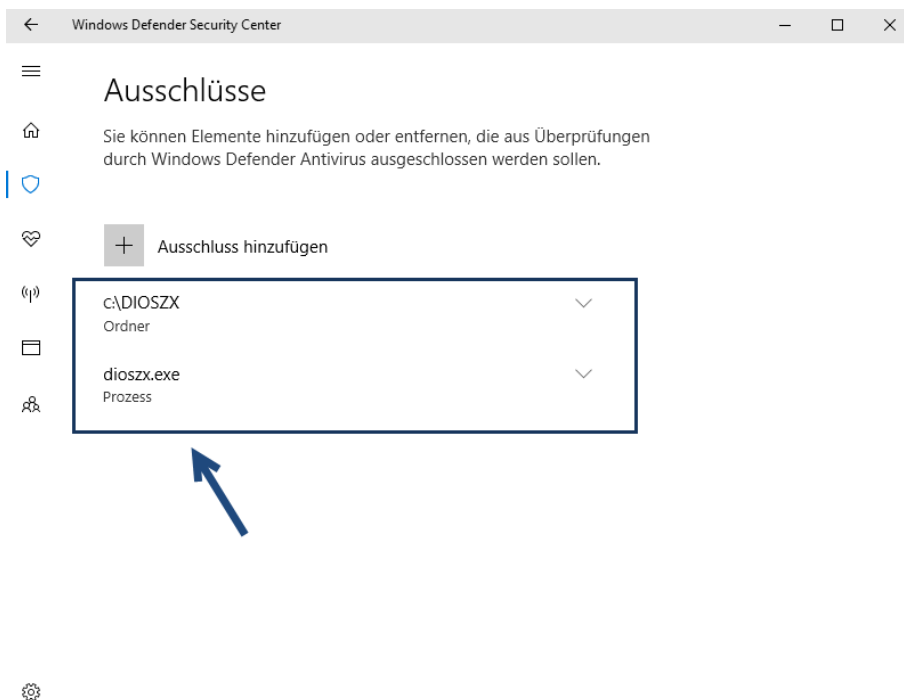 Windows Defender Security Center
Ausschlüsse
Sie können Elemente hinzufügen oder entfernen, die aus Überprüfungen
durch Windows Defender Antivirus ausgeschlossen werden sollen.
Ausschluss hinzufügen
c:\DIOSZX
Ordner
dioszx.exe
Prozess